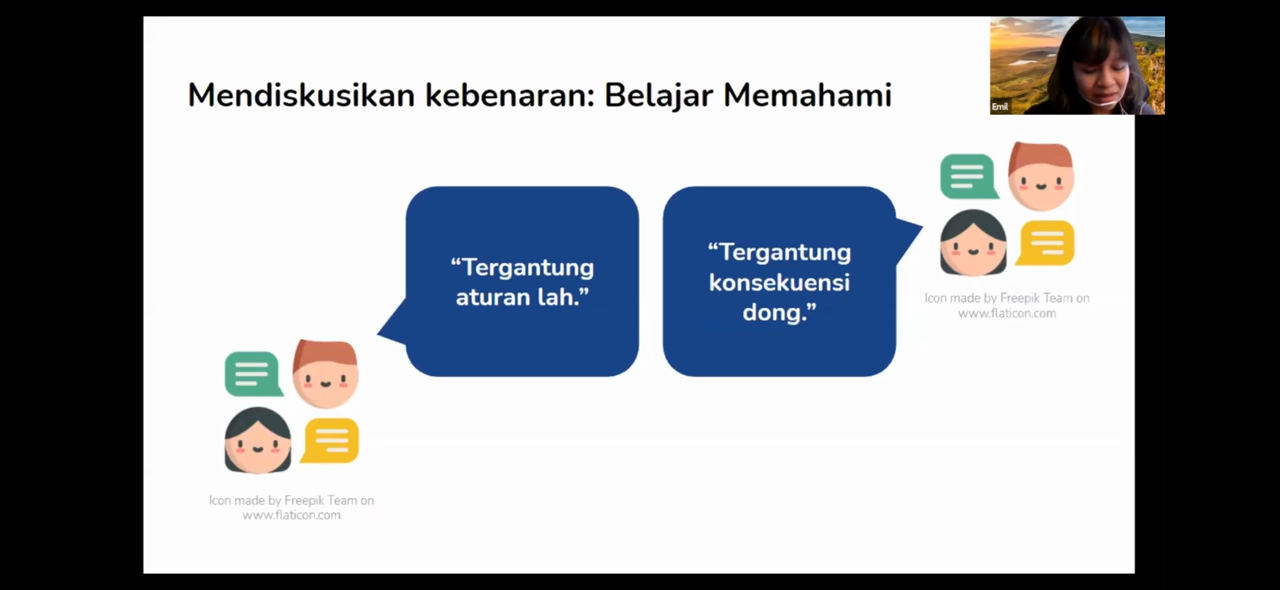 Mendiskusikan kebenaran: Belajar Memahami
Emil
“Tergantung
aturan lah.”
“Tergantung
konsekuensi
dong.”
Icon made by Freepik Team on
www.flaticon.com
Icon made by Freepik Team on
www.flaticon.com